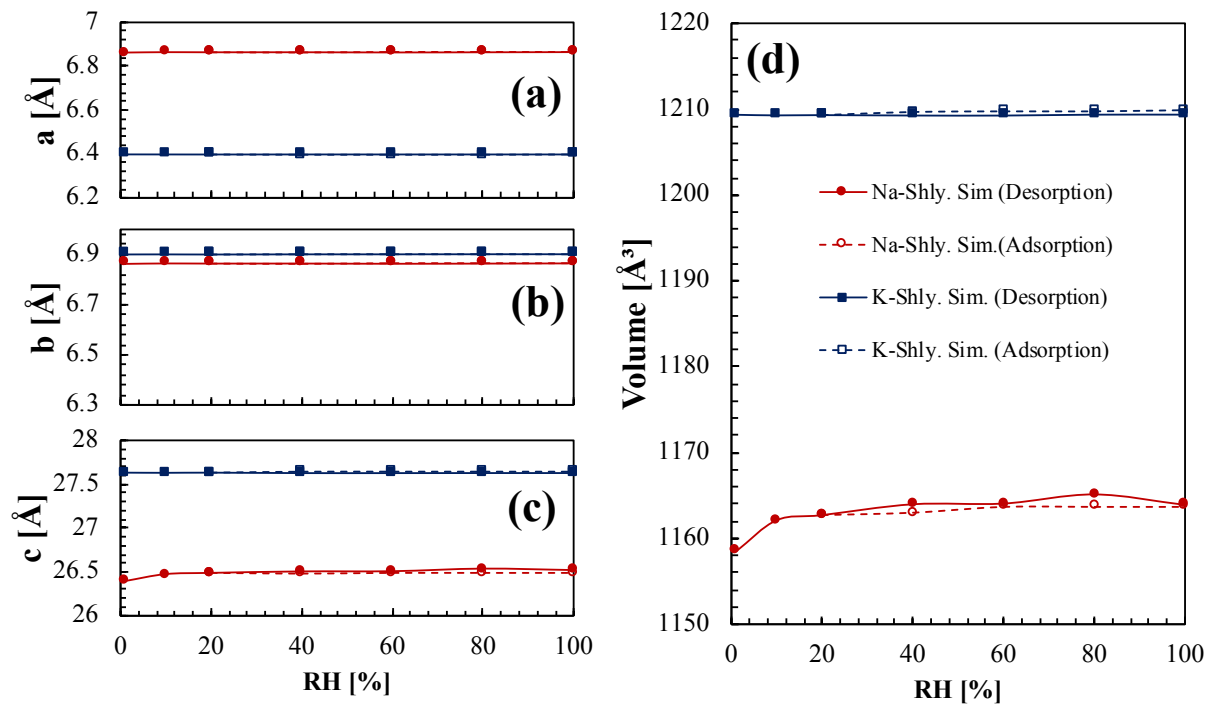 7
6.8
6.6
6.4
6.2
a [Å]
(a)
6.9
6.7
6.5
6.3
b [Å]
(b)
28
27.5
27
26.5
26
c [Å]
(c)
0 20 40 60 80 100
RH [%]
1220
1210
1200
1190
1180
1170
1160
1150
Volume [Å³]
(d)
Na-Shly. Sim (Desorption)
Na-Shly. Sim.(Adsorption)
K-Shly. Sim. (Desorption)
K-Shly. Sim. (Adsorption)
0 20 40 60 80 100
RH [%]